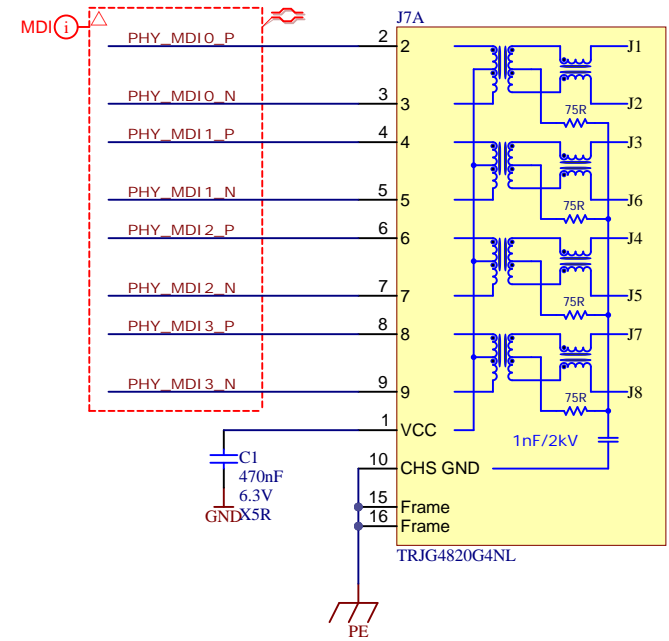 J7A
MDI i
PHY_MDI0_P 2 2 J1
75R
PHY_MDI0_N 3 3 J2
PHY_MDI1_P 4 4 J3
75R
PHY_MDI1_N 5 5 J6
PHY_MDI2_P 6 6 J4
75R
PHY_MDI2_N 7 7 J5
PHY_MDI3_P 8 8 J7
75R
PHY_MDI3_N 9 9 J8
1 VCC
1nF/2kV
C1
470nF
6.3V
X5R
GND
10 CHS GND
15 Frame
16 Frame
TRJG4820G4NL
PE